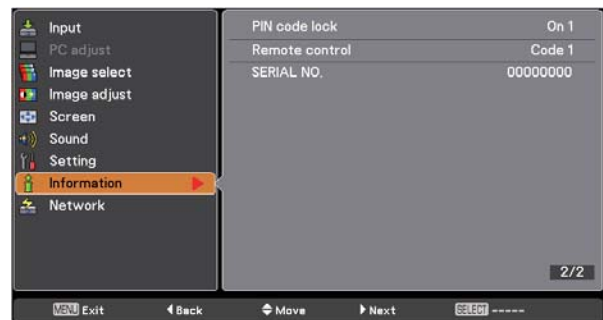 Input
PC adjust
Image select
Image adjust
Screen
Sound
Setting
Information
Network
PIN code lock On 1
Remote control Code 1
SERIAL NO. 00000000
2/2
MENU Exit Back Move Next SELECT -----